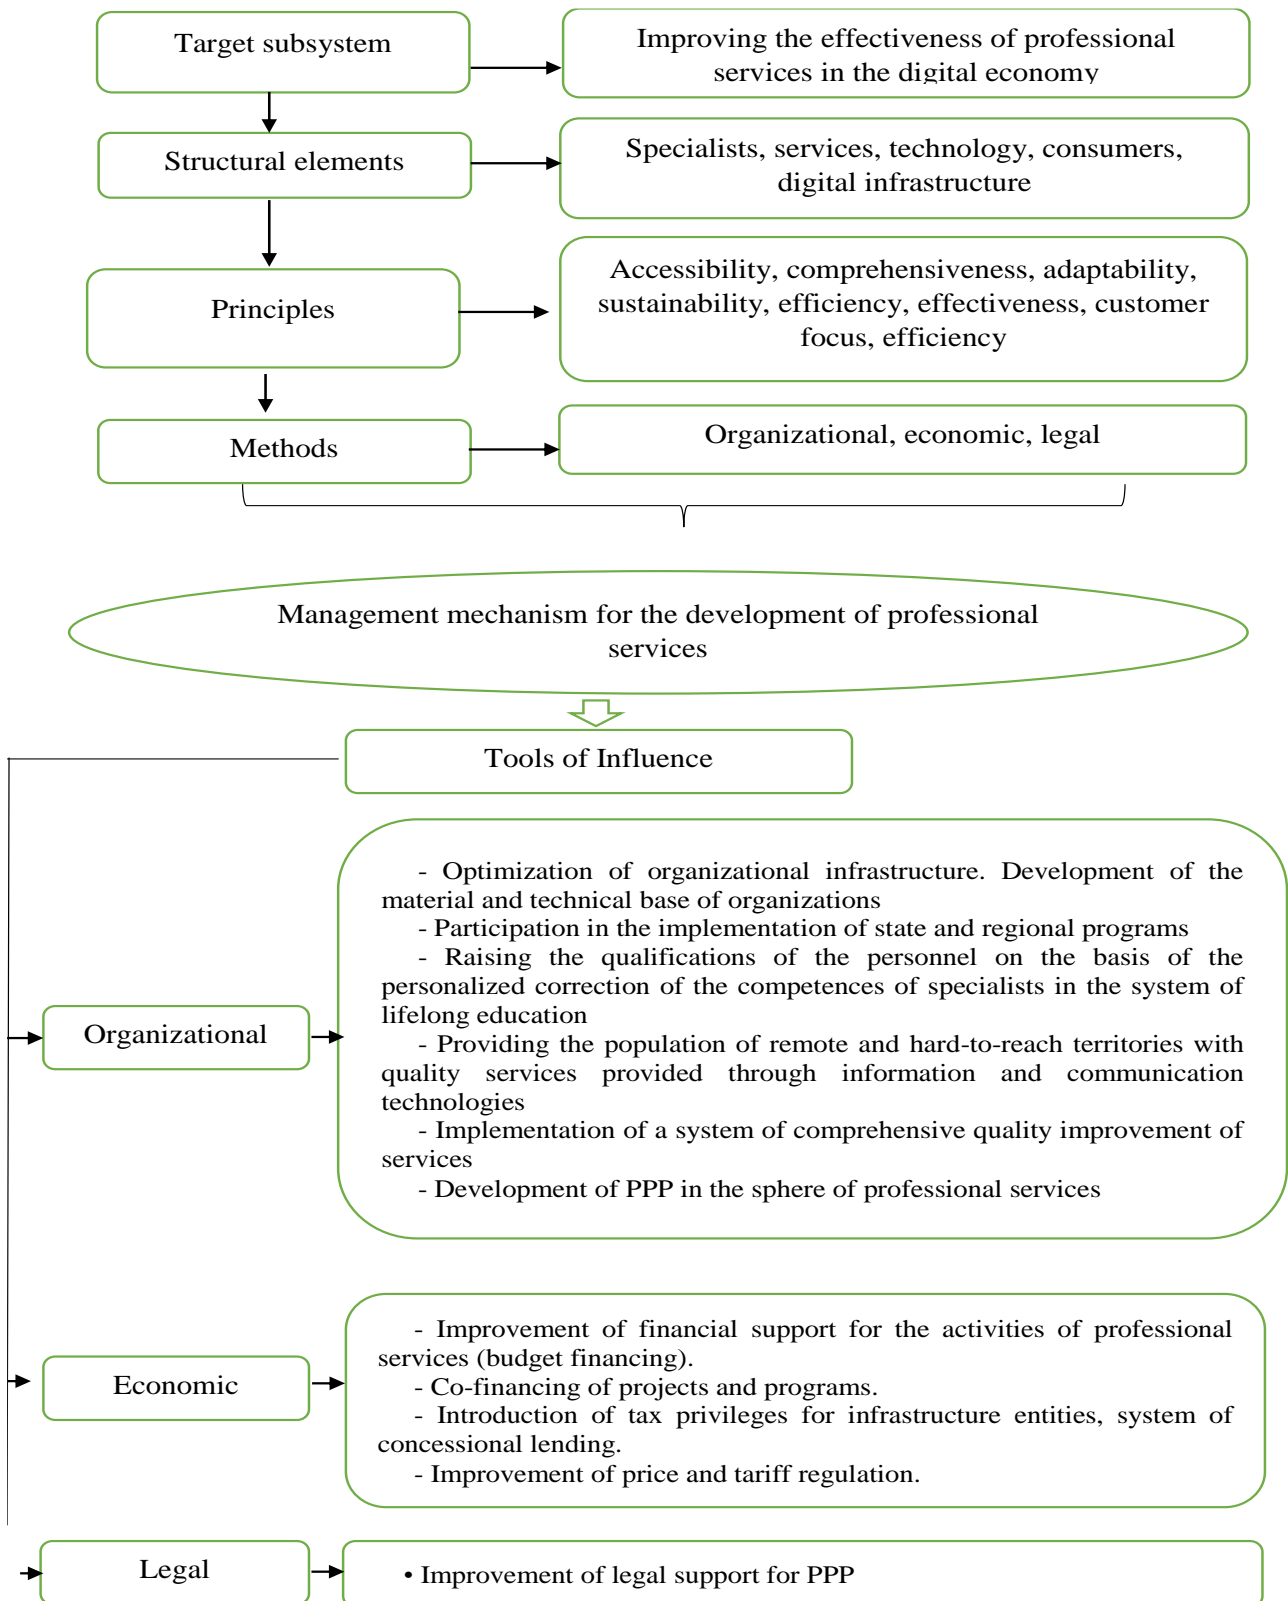 Target subsystem
Improving the effectiveness of professional
services in the digital economy
Structural elements
Specialists, services, technology, consumers,
digital infrastructure
Principles
Accessibility, comprehensiveness, adaptability,
sustainability, efficiency, effectiveness, customer
focus, efficiency
Methods
Organizational, economic, legal
Management mechanism for the development of professional
services
Tools of Influence
Organizational
- Optimization of organizational infrastructure. Development of the
material and technical base of organizations
- Participation in the implementation of state and regional programs
- Raising the qualifications of the personnel on the basis of the
personalized correction of the competences of specialists in the system of
lifelong education
- Providing the population of remote and hard-to-reach territories with
quality services provided through information and communication
technologies
- Implementation of a system of comprehensive quality improvement of
services
- Development of PPP in the sphere of professional services
Economic
- Improvement of financial support for the activities of professional
services (budget financing).
- Co-financing of projects and programs.
- Introduction of tax privileges for infrastructure entities, system of
concessional lending.
- Improvement of price and tariff regulation.
Legal
• Improvement of legal support for PPP